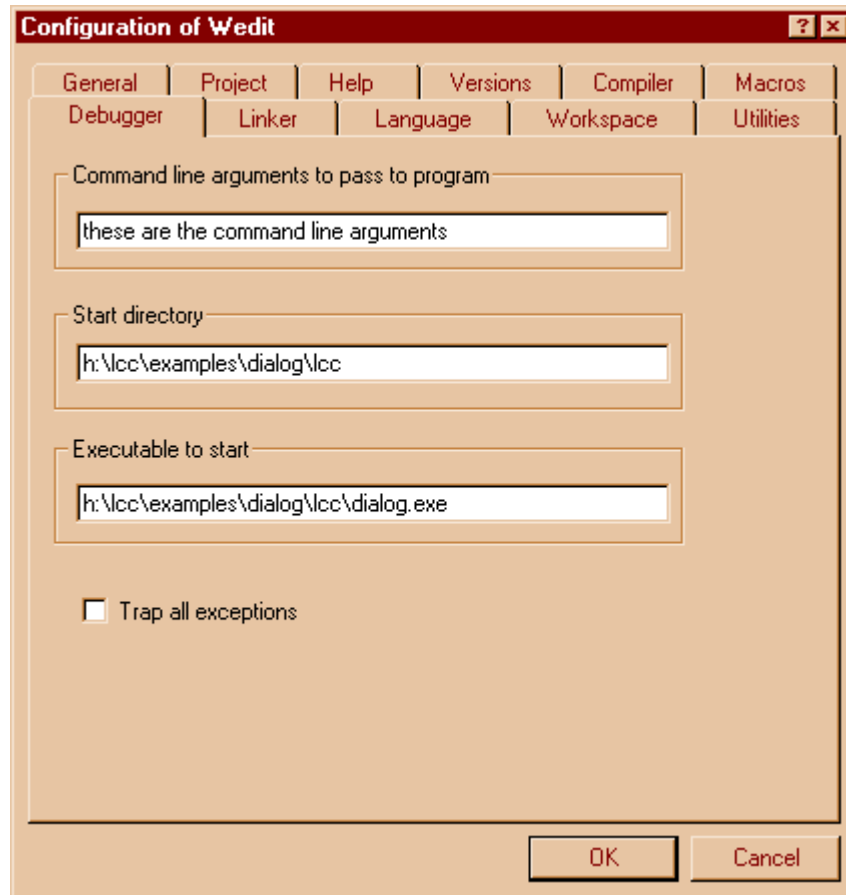 Configuration of Wedit
General Project Help Versions Compiler Macros
Debugger Linker Language Workspace Utilities
Command line arguments to pass to program
these are the command line arguments
Start directory
h:\lcc\examples\dialog\lcc
Executable to start
h:\lcc\examples\dialog\lcc\dialog.exe
Trap all exceptions
OK Cancel